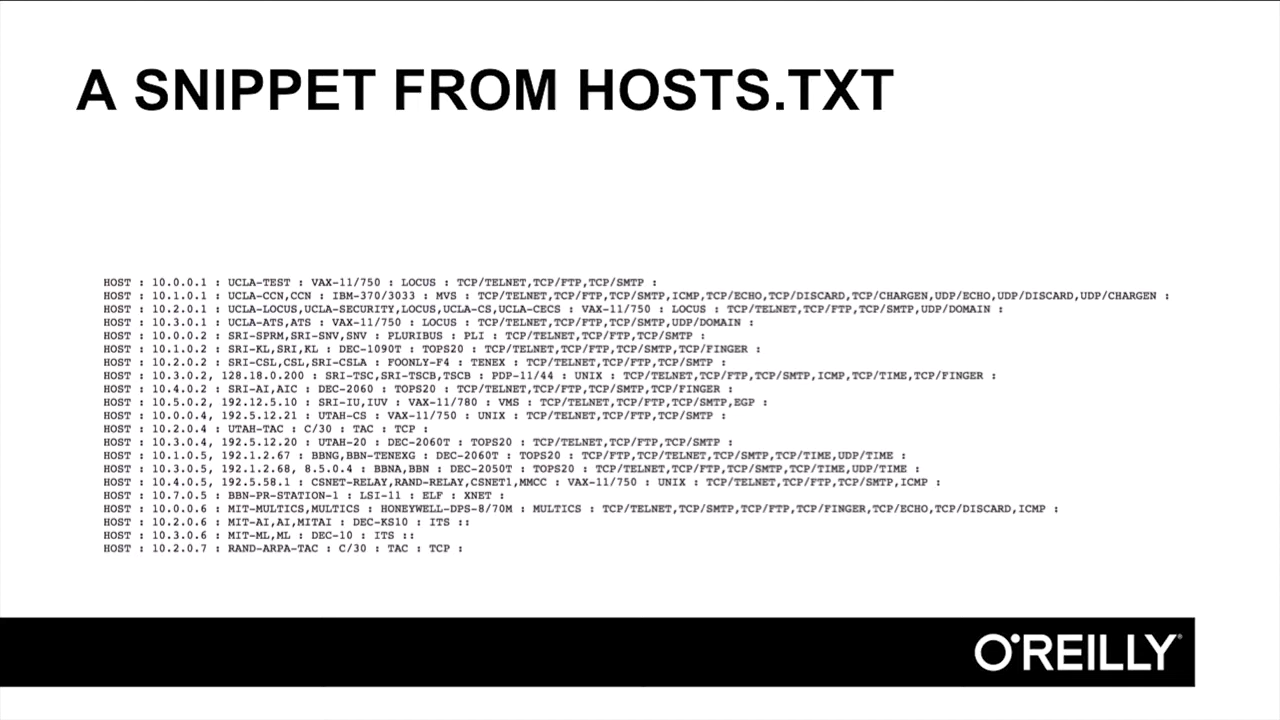 A SNIPPET FROM HOSTS.TXT
HOST : 10.0.0.1 : UCLA-TEST : VAX-11/750 : LOCUS : TCP/TELNET,TCP/FTP,TCP/SMTP :
HOST : 10.1.0.1 : UCLA-CCN,CCN : IBM-370/3033 : MVS : TCP/TELNET,TCP/FTP,TCP/SMTP,ICMP,TCP/ECHO,TCP/DISCARD,TCP/CHARGEN,UDP/ECHO,UDP/DISCARD,UDP/CHARGEN :
HOST : 10.2.0.1 : UCLA-LOCUS,UCLA-SECURITY,LOCUS,UCLA-CS,UCLA-CECS : VAX-11/750 : LOCUS : TCP/TELNET,TCP/FTP,TCP/SMTP,UDP/DOMAIN :
HOST : 10.3.0.1 : UCLA-ATS,ATS : VAX-11/750 : LOCUS : TCP/TELNET,TCP/FTP,TCP/SMTP,UDP/DOMAIN :
HOST : 10.0.0.2 : SRI-SPRM,SRI-SNV,SNV : PLURIBUS : PLI : TCP/TELNET,TCP/FTP,TCP/SMTP :
HOST : 10.1.0.2 : SRI-KL,SRI,KL : DEC-1090T : TOPS20 : TCP/TELNET,TCP/FTP,TCP/SMTP,TCP/FINGER :
HOST : 10.2.0.2 : SRI-CSL,CSL,SRI-CSLA : FOONLY-F4 : TENEX : TCP/TELNET,TCP/FTP,TCP/SMTP :
HOST : 10.3.0.2, 128.18.0.200 : SRI-TSC,SRI-TSCB,TSCB : PDP-11/44 : UNIX : TCP/TELNET,TCP/FTP,TCP/SMTP,ICMP,TCP/TIME,TCP/FINGER :
HOST : 10.4.0.2 : SRI-AI,AIC : DEC-2060 : TOPS20 : TCP/TELNET,TCP/FTP,TCP/SMTP,TCP/FINGER :
HOST : 10.5.0.2, 192.12.5.10 : SRI-IU,IUV : VAX-11/780 : VMS : TCP/TELNET,TCP/FTP,TCP/SMTP,EGP :
HOST : 10.0.0.4, 192.5.12.21 : UTAH-CS : VAX-11/750 : UNIX : TCP/TELNET,TCP/FTP,TCP/SMTP :
HOST : 10.2.0.4 : UTAH-TAC : C/30 : TAC : TCP :
HOST : 10.3.0.4, 192.5.12.20 : UTAH-20 : DEC-2060T : TOPS20 : TCP/TELNET,TCP/FTP,TCP/SMTP :
HOST : 10.1.0.5, 192.1.2.67 : BBNG,BBN-TENEXG : DEC-2060T : TOPS20 : TCP/FTP,TCP/TELNET,TCP/SMTP,TCP/TIME,UDP/TIME :
HOST : 10.3.0.5, 192.1.2.68, 8.5.0.4 : BBNA,BBN : DEC-2050T : TOPS20 : TCP/TELNET,TCP/FTP,TCP/SMTP,TCP/TIME,UDP/TIME :
HOST : 10.4.0.5, 192.5.58.1 : CSNET-RELAY,RAND-RELAY,CSNET1,MMCC : VAX-11/750 : UNIX : TCP/TELNET,TCP/FTP,TCP/SMTP,ICMP :
HOST : 10.7.0.5 : BBN-PR-STATION-1 : LSI-11 : ELF : XNET :
HOST : 10.0.0.6 : MIT-MULTICS,MULTICS : HONEYWELL-DPS-8/70M : MULTICS : TCP/TELNET,TCP/SMTP,TCP/FTP,TCP/FINGER,TCP/ECHO,TCP/DISCARD,ICMP :
HOST : 10.2.0.6 : MIT-AI,AI,MITAI : DEC-KS10 : ITS ::
HOST : 10.3.0.6 : MIT-ML,ML : DEC-10 : ITS ::
HOST : 10.2.0.7 : RAND-ARPA-TAC : C/30 : TAC : TCP :
O'REILLY®